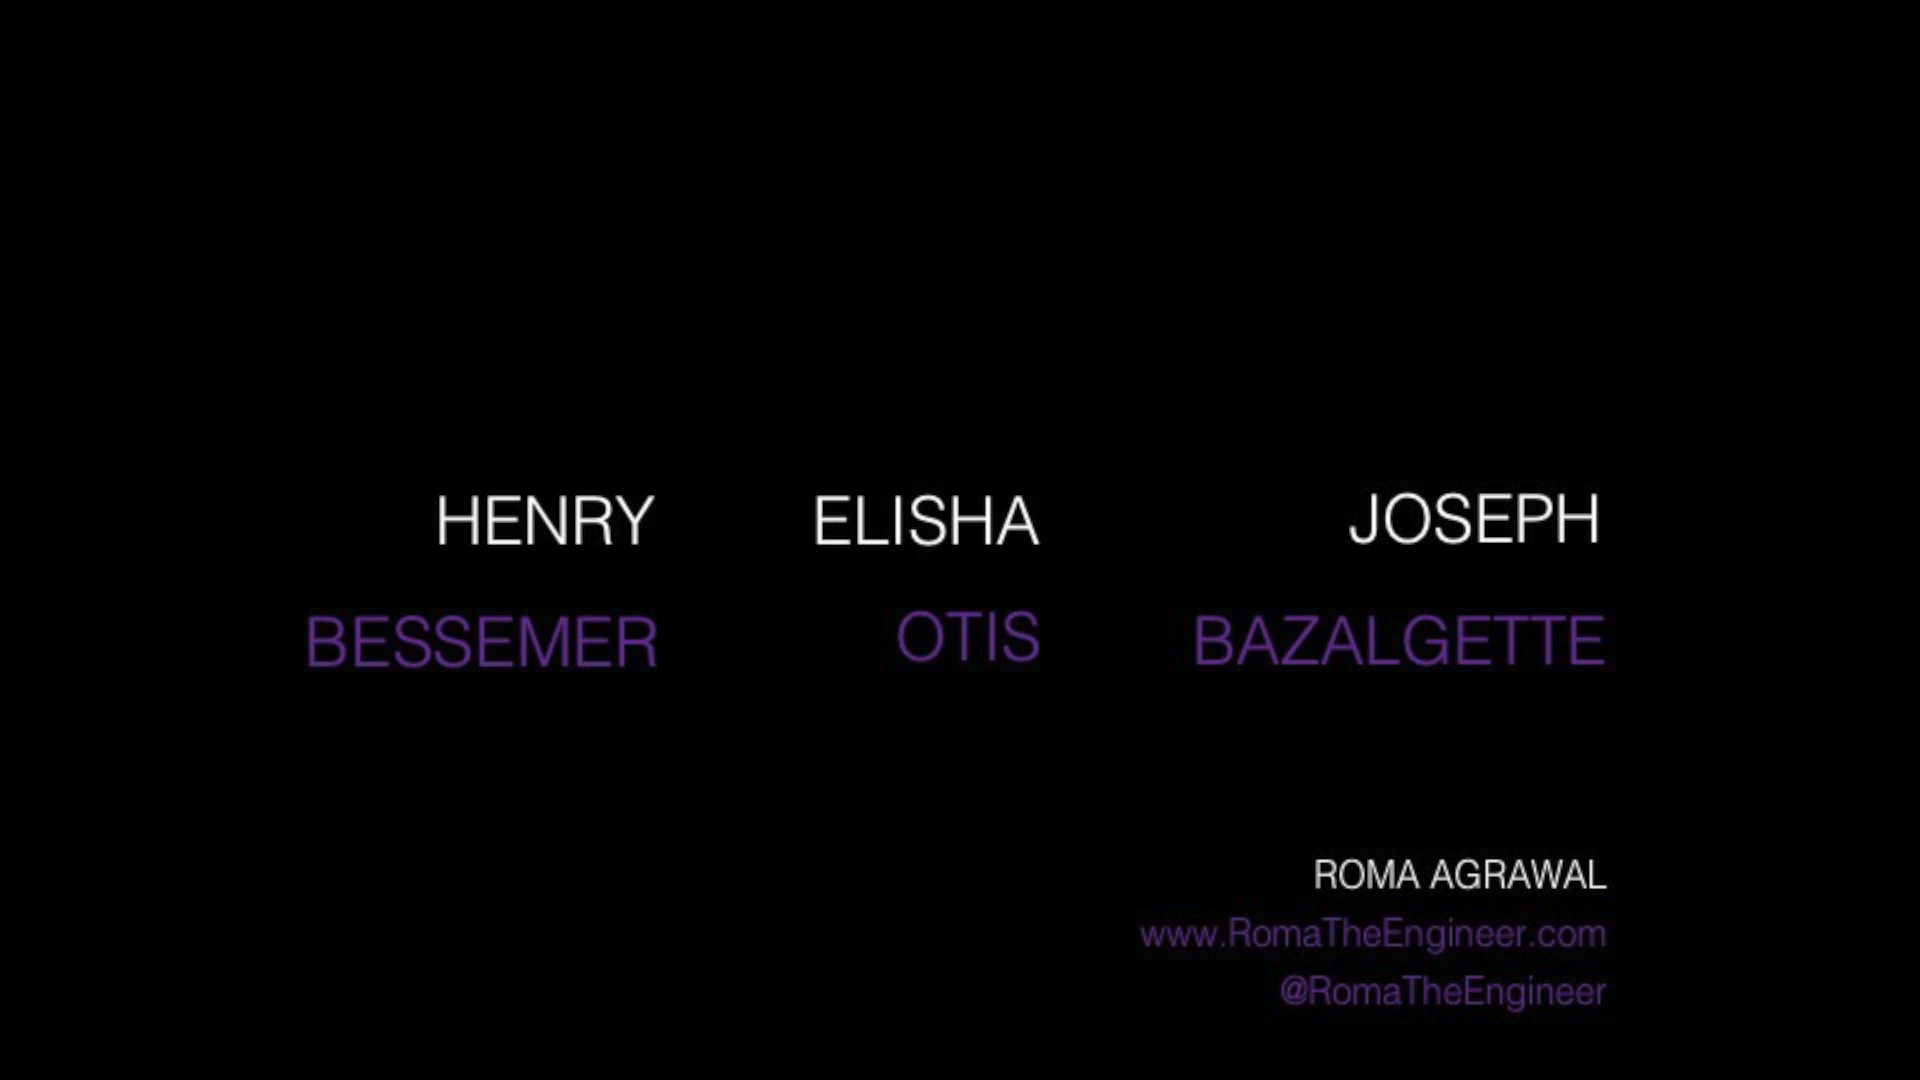 HENRY ELISHA JOSEPH
BESSEMER OTIS BAZALGETTE
ROMA AGRAWAL
www.RomaTheEngineer.com
@RomaTheEngineer